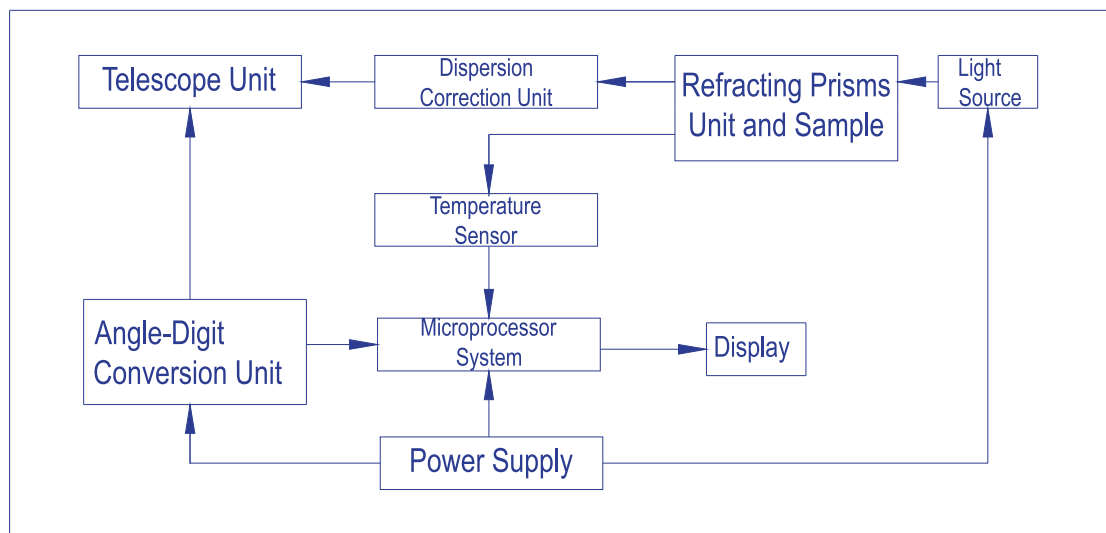 Telescope Unit
Dispersion
Correction Unit
Refracting Prisms
Unit and Sample
Light
Source
Temperature
Sensor
Angle-Digit
Conversion Unit
Microprocessor
System
Display
Power Supply